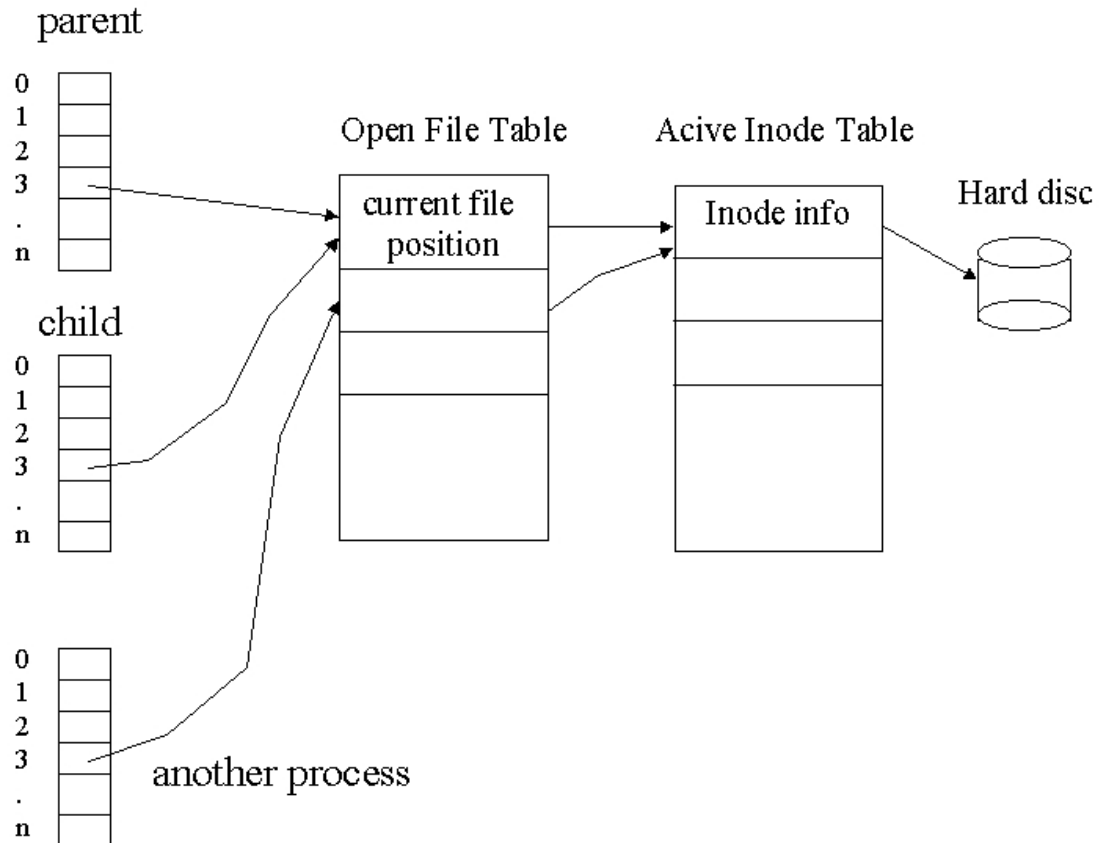 parent
0
1
2
3
.
n
Open File Table
current file
position
Acive Inode Table
Inode info
Hard disc
child
0
1
2
3
.
n
0
1
2
3
.
n
another process